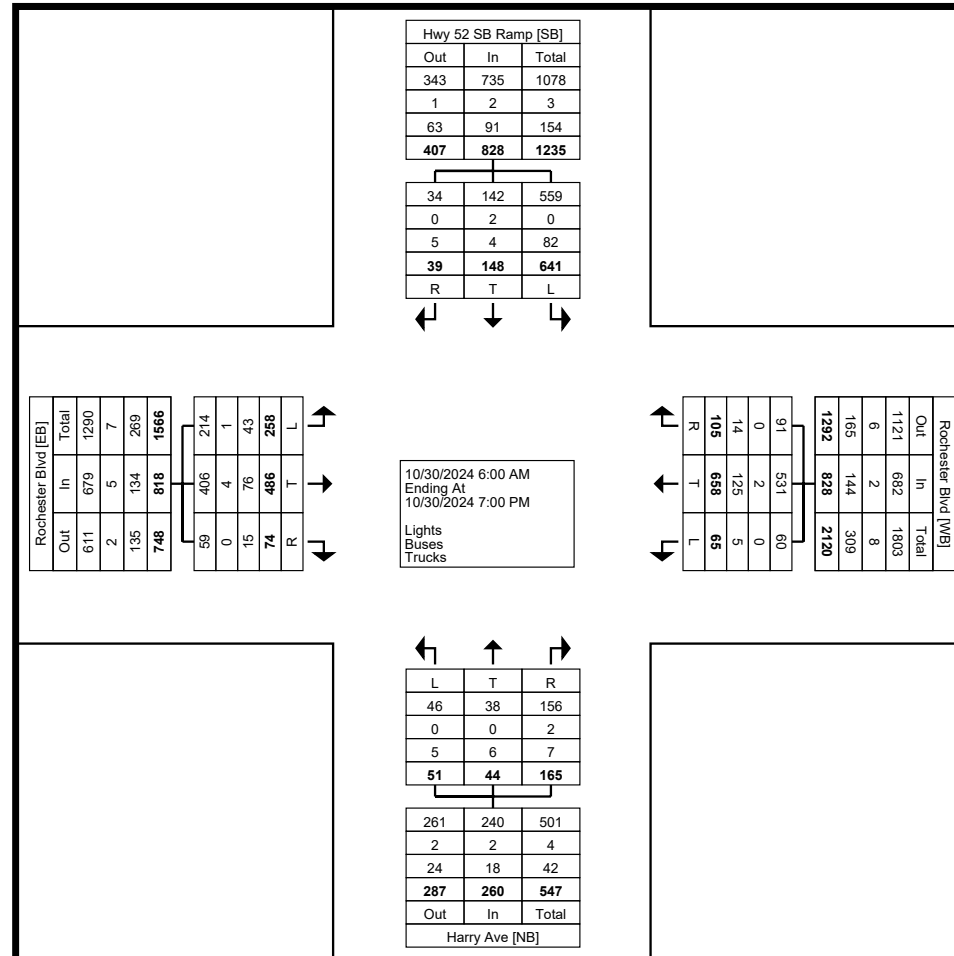 Hwy 52 SB Ramp [SB]
Out In Total
343 735 1078
1 2 3
63 91 154
407 828 1235
34 142 559
0 2 0
5 4 82
39 148 641
R T L
Rochester Blvd [EB]
Total In Out
1290 679 611
7 5 2
269 134 135
1566 818 748
214 406 59
1 4 0
43 76 15
258 486 74
L T R
10/30/2024 6:00 AM
Ending At
10/30/2024 7:00 PM
Lights
Buses
Trucks
R T L
105 658 65
14 125 5
0 2 0
91 531 60
1292 828 2120
165 144 309
6 2 8
1121 682 1803
Out In Total
Rochester Blvd [WB]
L T R
46 38 156
0 0 2
5 6 7
51 44 165
261 240 501
2 2 4
24 18 42
287 260 547
Out In Total
Harry Ave [NB]